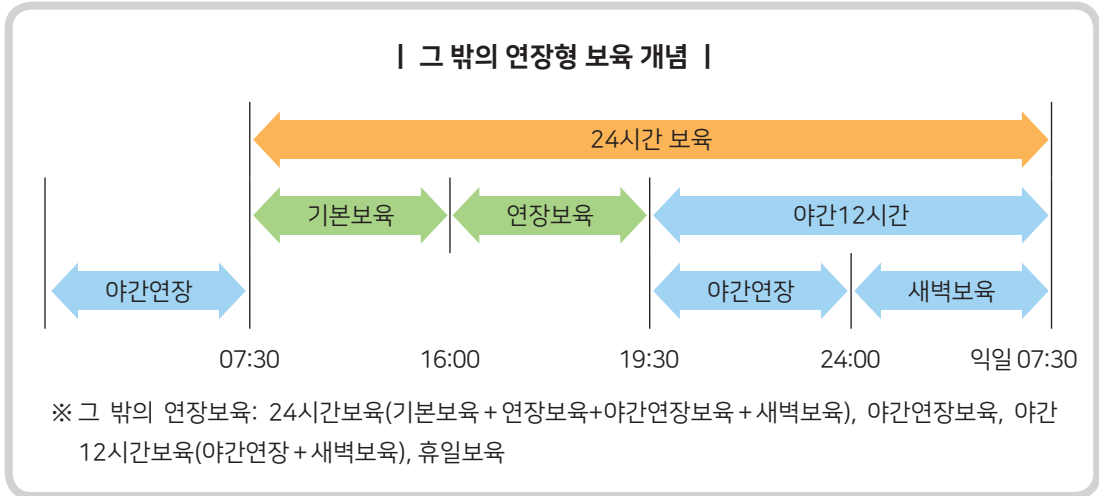 | 그 밖의 연장형 보육 개념 |
24시간 보육
기본보육 연장보육 야간12시간
야간연장 야간연장 새벽보육
07:30 16:00 19:30 24:00 익일 07:30
※ 그 밖의 연장보육: 24시간보육(기본보육+연장보육+야간연장보육+새벽보육), 야간연장보육, 야간
12시간보육(야간연장+새벽보육), 휴일보육